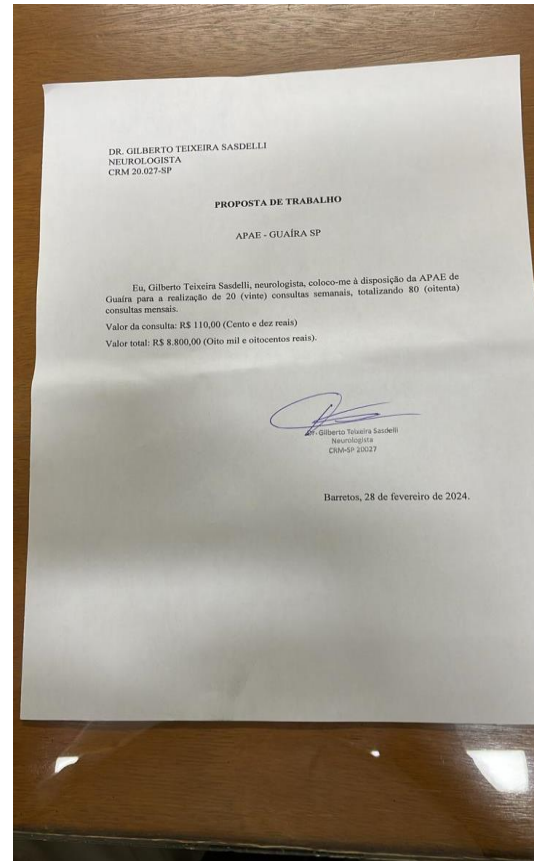 DR. GILBERTO TEIXEIRA SASDELLI
NEUROLOGISTA
CRM 20.027-SP
PROPOSTA DE TRABALHO
APAE - GUAÍRA SP
Eu, Gilberto Teixeira Sasdelli, neurologista, coloco-me à disposição da APAE de
Guaíra para a realização de 20 (vinte) consultas semanais, totalizando 80 (oitenta)
consultas mensais.
Valor da consulta: R$ 110,00 (Cento e dez reais)
Valor total: R$ 8.800,00 (Oito mil e oitocentos reais).
Dr. Gilberto Teixeira Sasdelli
Neurologista
CRM-SP 20027
Barretos, 28 de fevereiro de 2024.